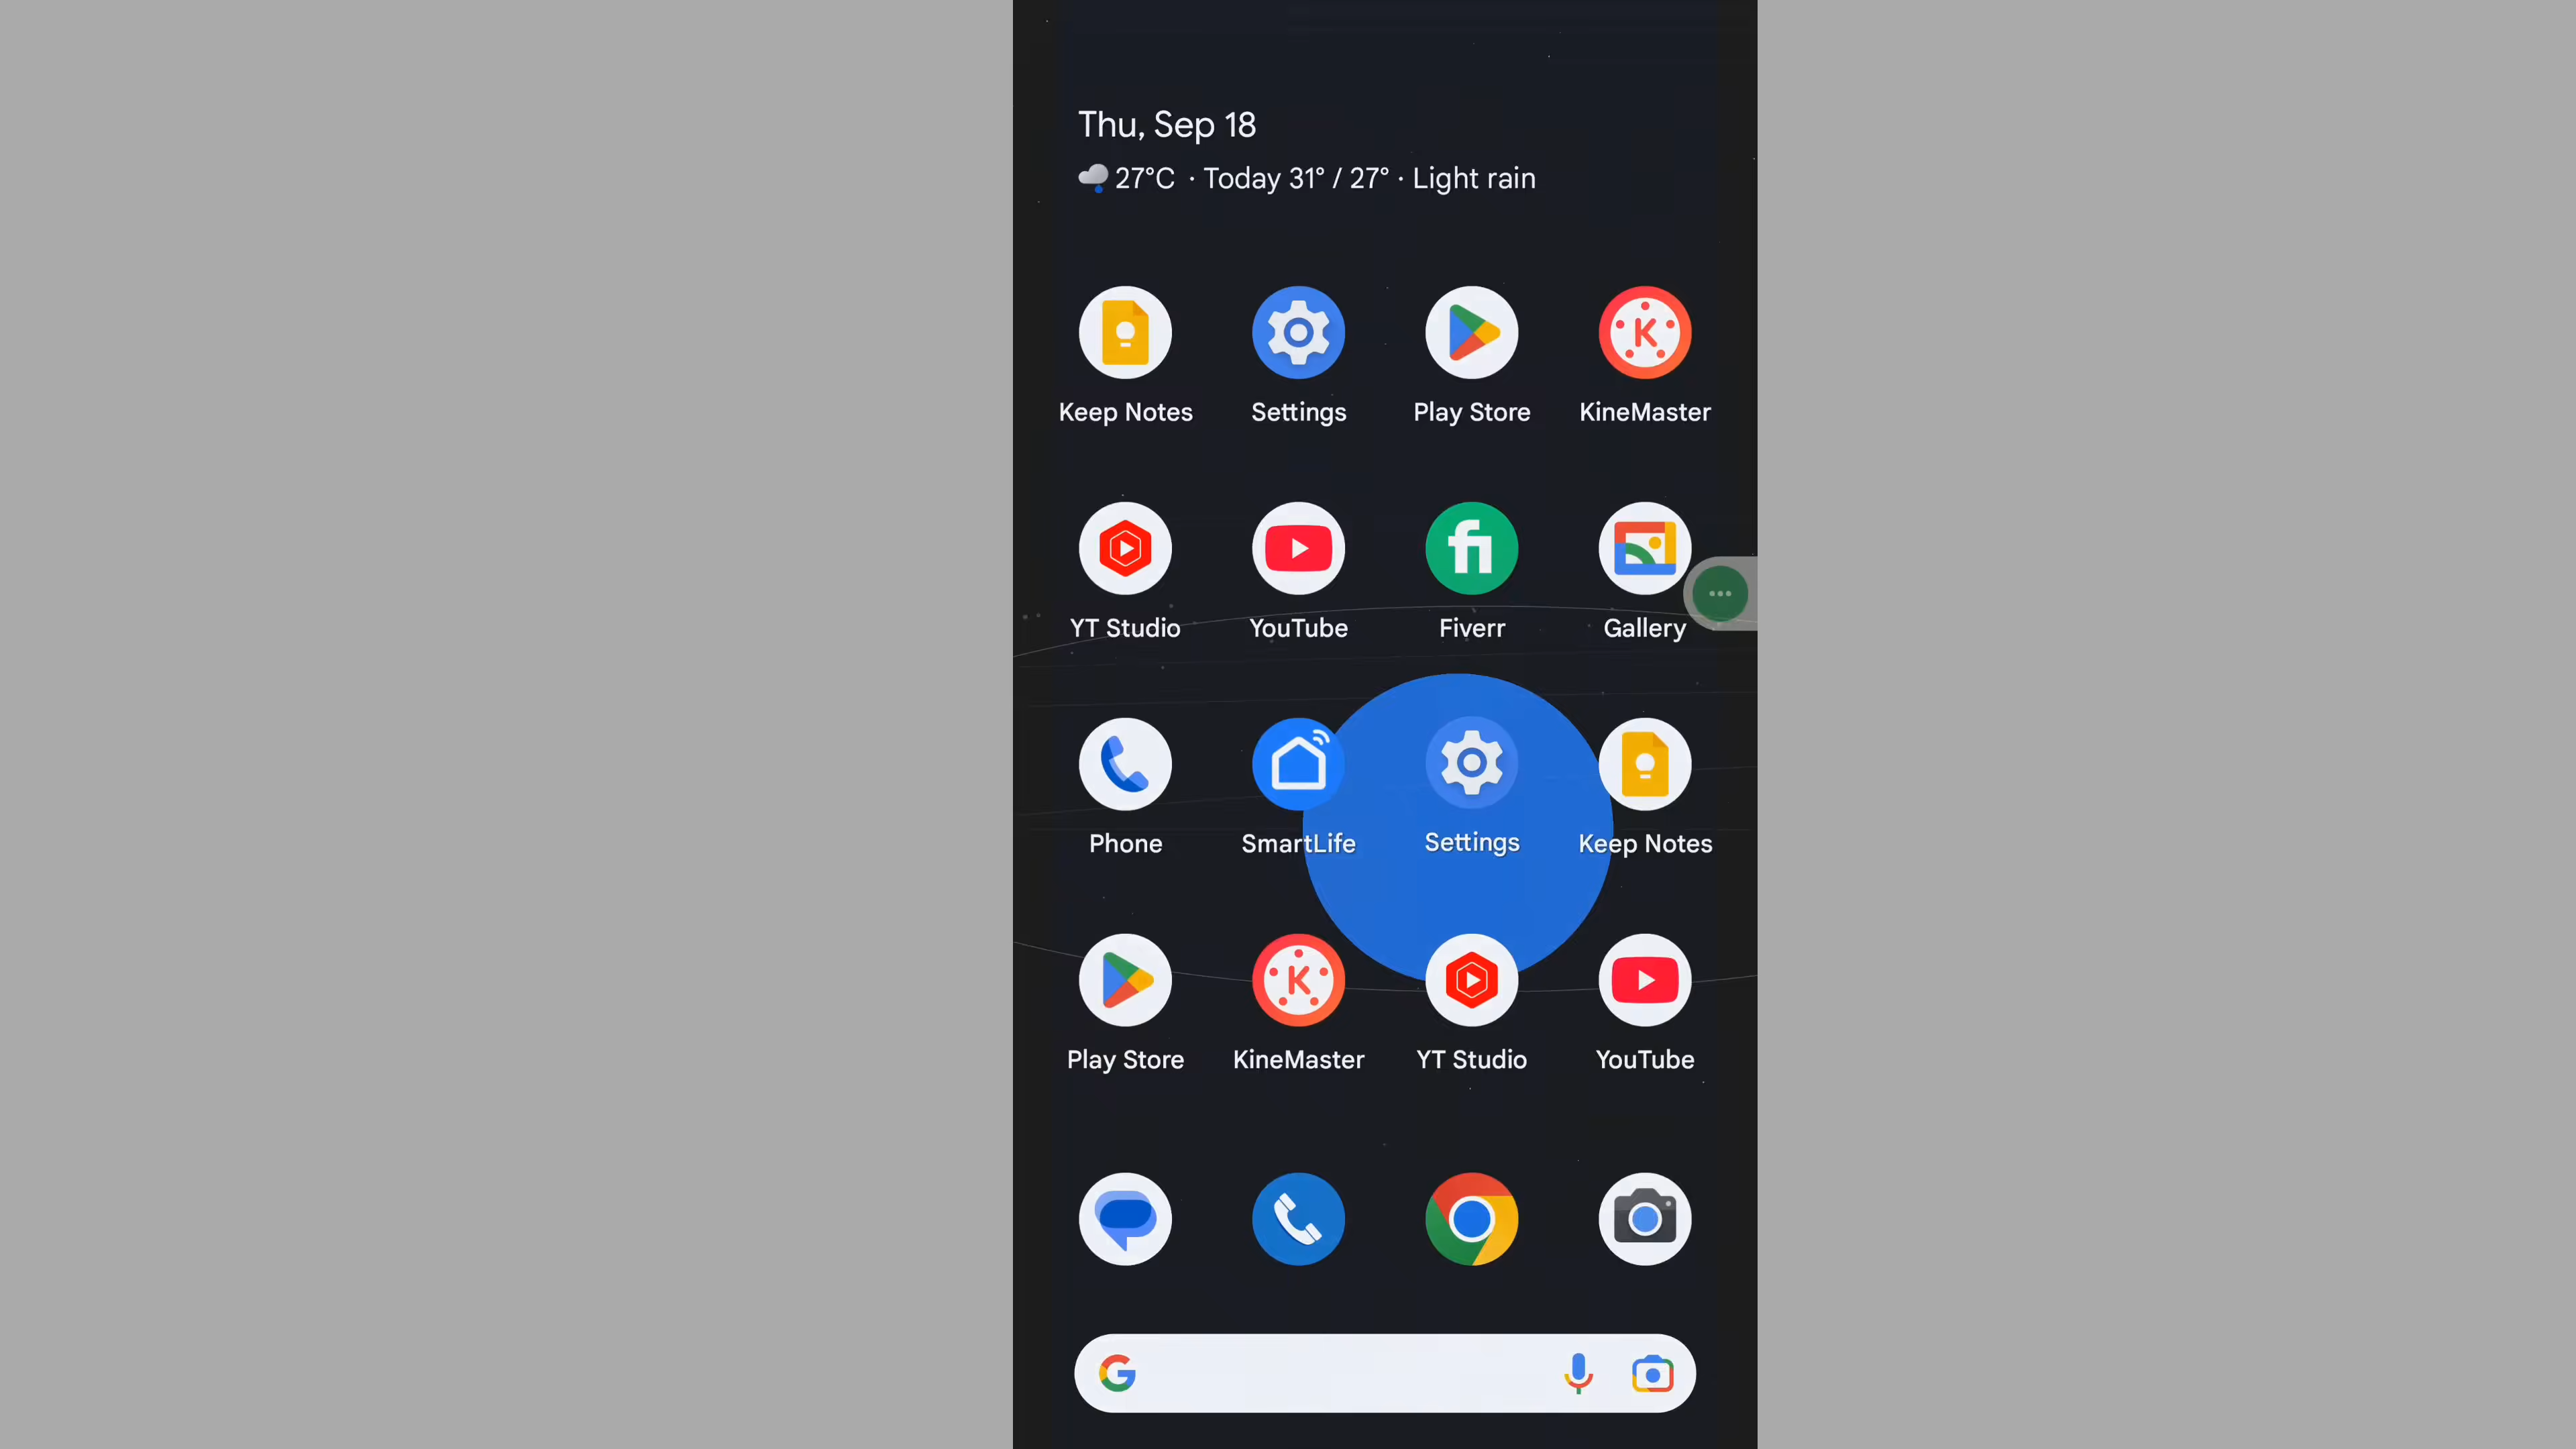 Thu, Sep 18
27°C · Today 31° / 27° · Light rain
Keep Notes
Settings
Play Store
KineMaster
YT Studio
YouTube
Fiverr
Gallery
Phone
SmartLife
Settings
Keep Notes
Play Store
KineMaster
YT Studio
YouTube